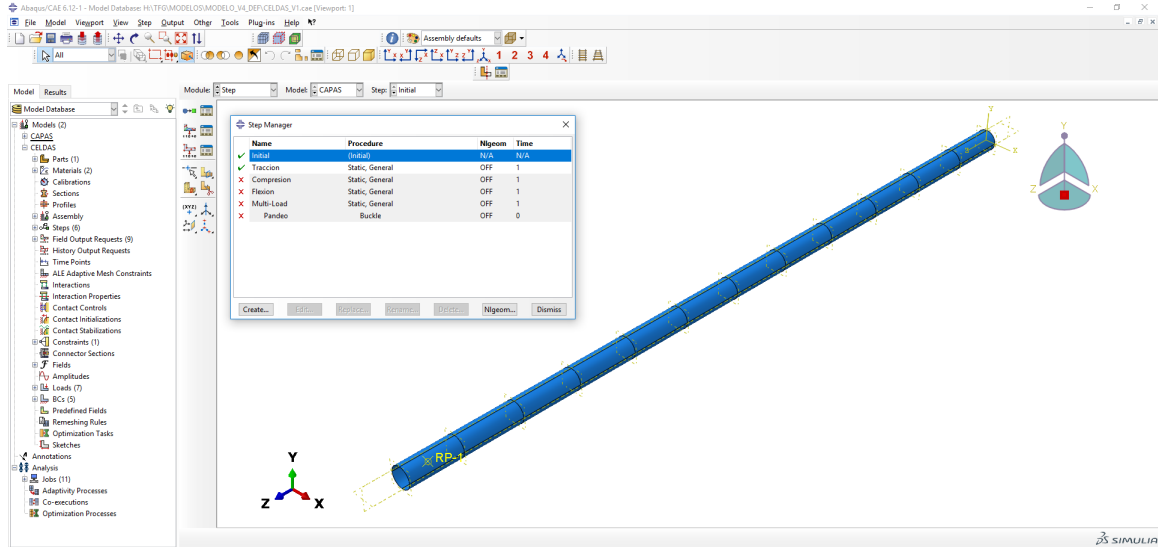 Abaqus/CAE 6.12-1 - Model Database: H:\TFG\MODELOS\MODELO_V4_DEF\CELDAS_V1.cae [Viewport: 1]
File Model Viewport View Step Output Other Tools Plug-ins Help
Assembly defaults
All
1 2 3 4
Model Results
Module: Step Model: CAPAS Step: Initial
Model Database
Models (2)
CAPAS
CELDAS
Parts (1)
Materials (2)
Calibrations
Sections
Profiles
Assembly
Steps (6)
Field Output Requests (9)
History Output Requests
Time Points
ALE Adaptive Mesh Constraints
Interactions
Interaction Properties
Contact Controls
Contact Initializations
Contact Stabilizations
Constraints (1)
Connector Sections
Fields
Amplitudes
Loads (7)
BCs (5)
Predefined Fields
Remeshing Rules
Optimization Tasks
Sketches
Annotations
Analysis
Jobs (11)
Adaptivity Processes
Co-executions
Optimization Processes
Step Manager
Name Procedure Nlgeom Time
Initial (Initial) N/A N/A
Traccion Static, General OFF 1
Compresion Static, General OFF 1
Flexion Static, General OFF 1
Multi-Load Static, General OFF 1
Pandeo Buckle OFF 0
Create... Edit... Replace... Rename... Delete... Nlgeom... Dismiss
Y
X
Y
Z X
RP-1
Y
Z X
SIMULIA